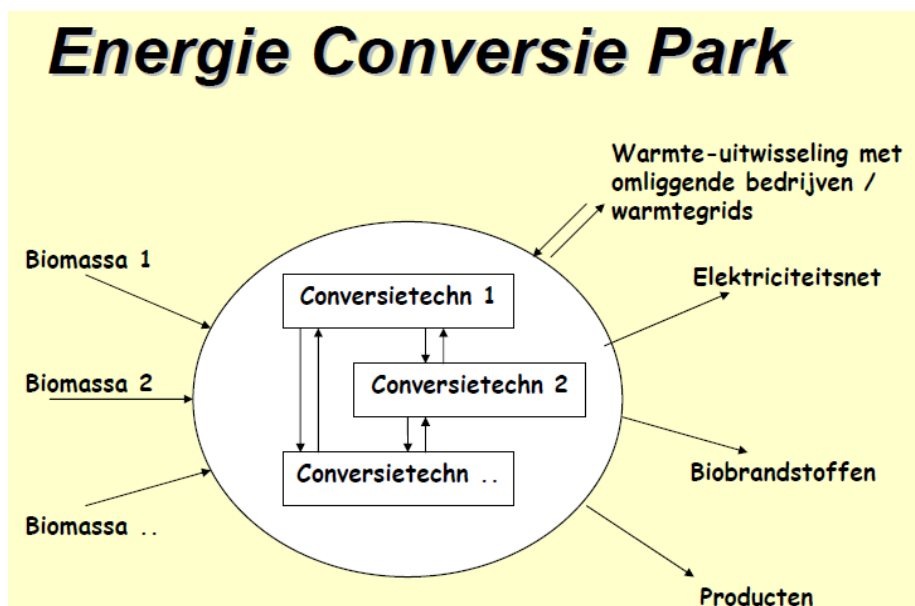 Energie Conversie Park
Warmte-uitwisseling met
omliggende bedrijven /
warmtegrids
Biomassa 1
Elektriciteitsnet
Conversietechn 1
Biomassa 2
Conversietechn 2
Conversietechn ..
Biobrandstoffen
Biomassa ..
Producten